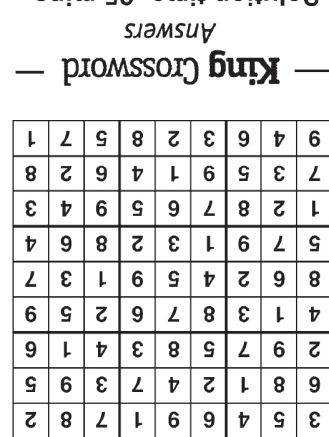 3 5 4 9 6 1 7 8 2
6 8 1 2 4 7 3 9 5
2 9 7 5 8 3 4 1 6
4 1 3 8 7 6 2 5 9
8 6 2 4 5 9 1 3 7
5 7 9 1 3 2 8 6 4
1 2 8 7 9 5 6 4 3
7 3 5 6 1 4 9 2 8
9 4 6 3 2 8 5 7 1
— King Crossword —
Answers
Solution time: